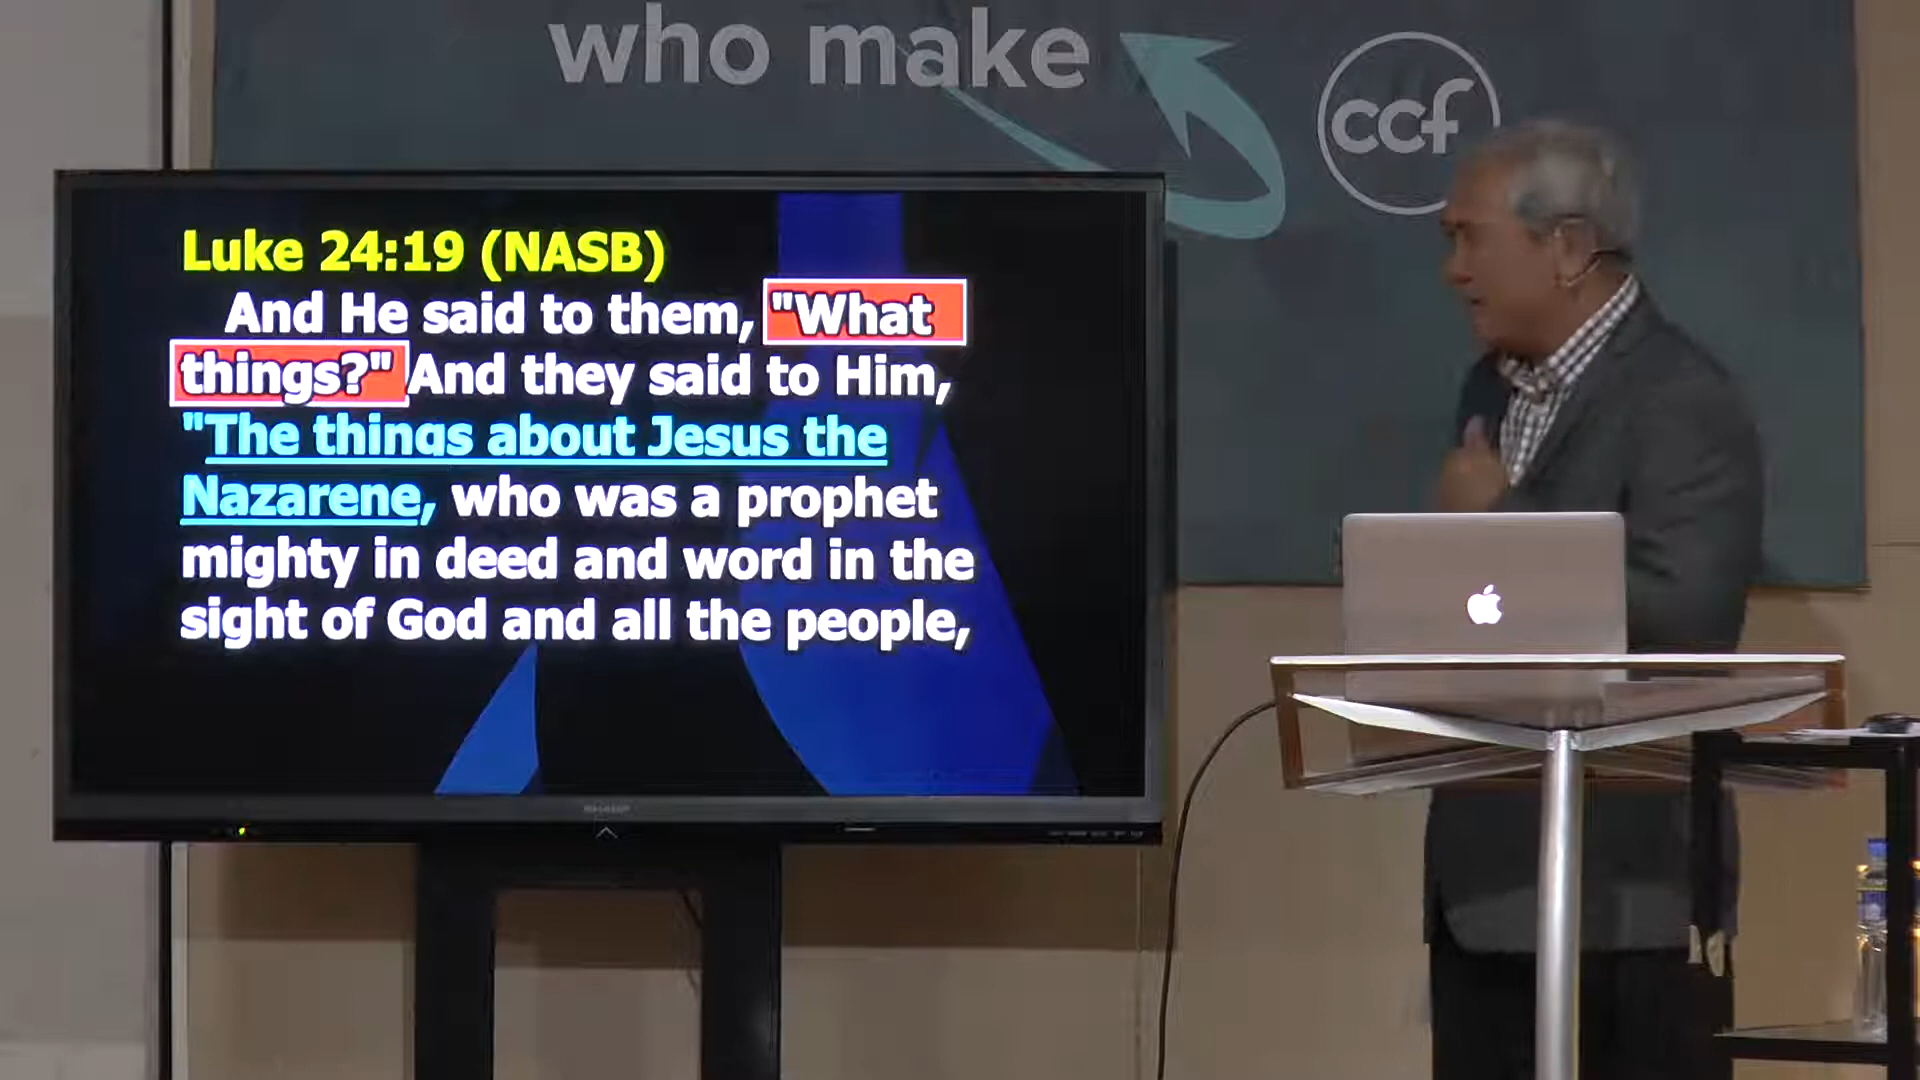 who make
ccf
Luke 24:19 (NASB)
And He said to them, "What
things?" And they said to Him,
"The things about Jesus the
Nazarene, who was a prophet
mighty in deed and word in the
sight of God and all the people,
SHARP